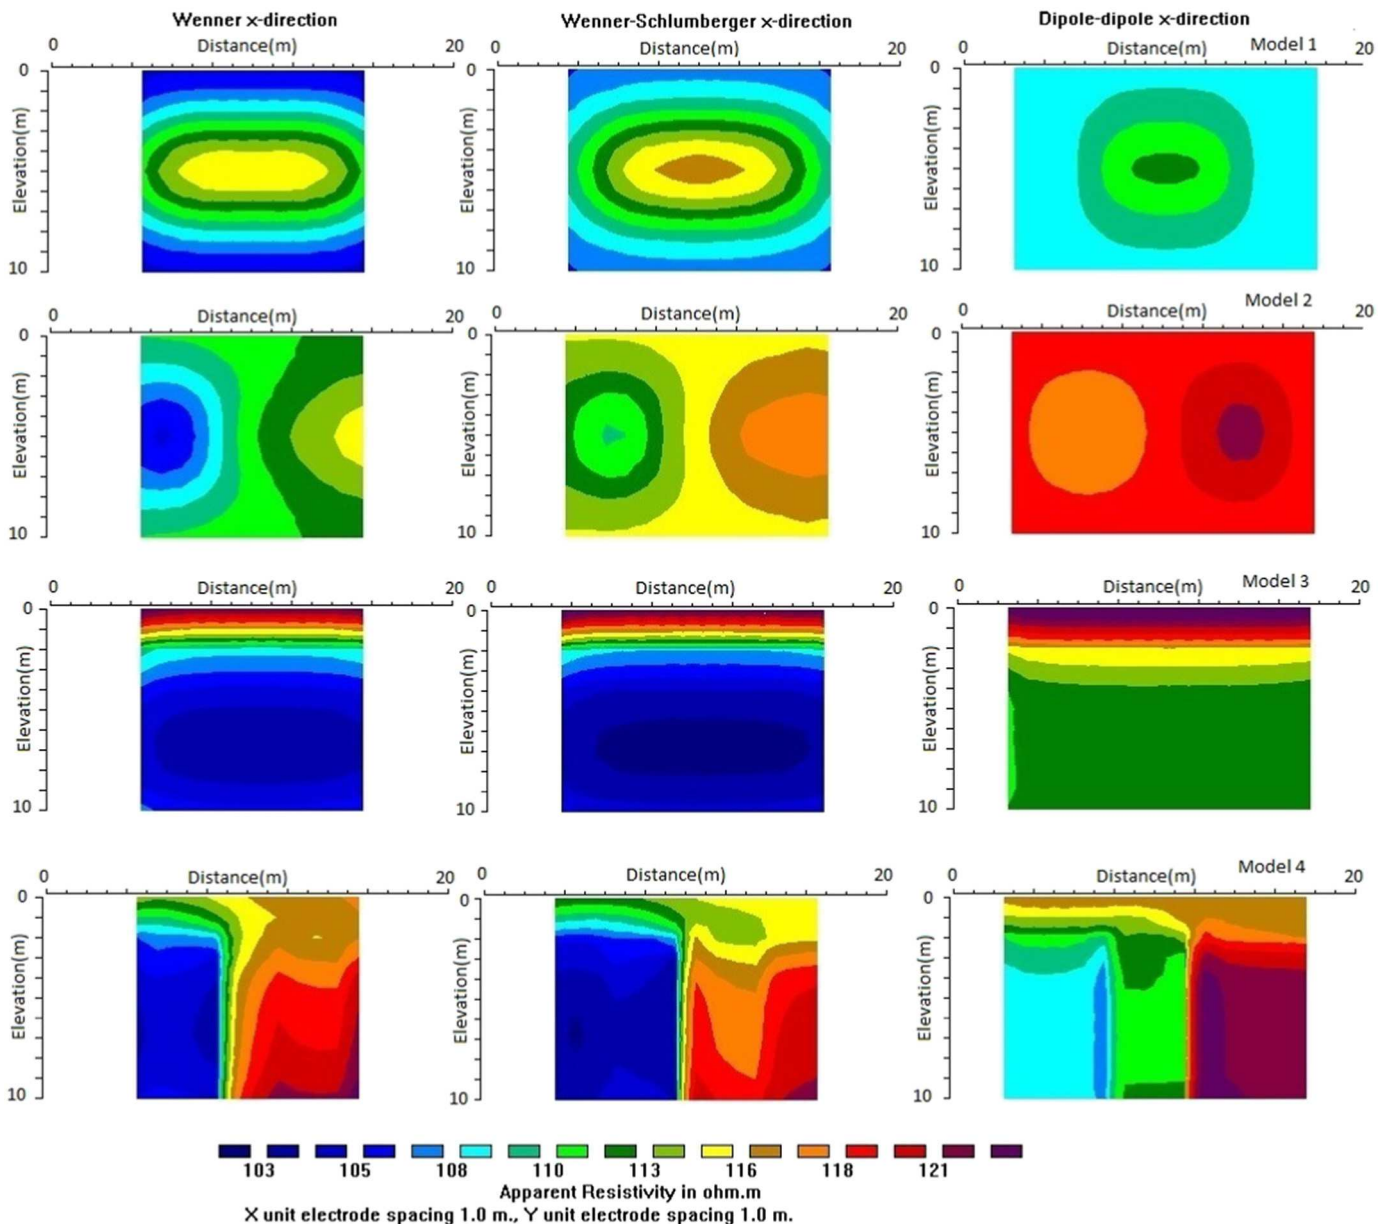 Wenner x-direction
Wenner-Schlumberger x-direction
Dipole-dipole x-direction
0 Distance(m) 20
0 Distance(m) 20
0 Distance(m) Model 1 20
0
Elevation(m)
10
0
Elevation(m)
10
0
Elevation(m)
10
0 Distance(m) 20
0 Distance(m) 20
0 Distance(m) Model 2 20
0
Elevation(m)
10
0
Elevation(m)
10
0
Elevation(m)
10
0 Distance(m) 20
0 Distance(m) 20
0 Distance(m) Model 3 20
0
Elevation(m)
10
0
Elevation(m)
10
0
Elevation(m)
10
0 Distance(m) 20
0 Distance(m) 20
0 Distance(m) Model 4 20
0
Elevation(m)
10
0
Elevation(m)
10
0
Elevation(m)
10
103 105 108 110 113 116 118 121
Apparent Resistivity in ohm.m
X unit electrode spacing 1.0 m., Y unit electrode spacing 1.0 m.